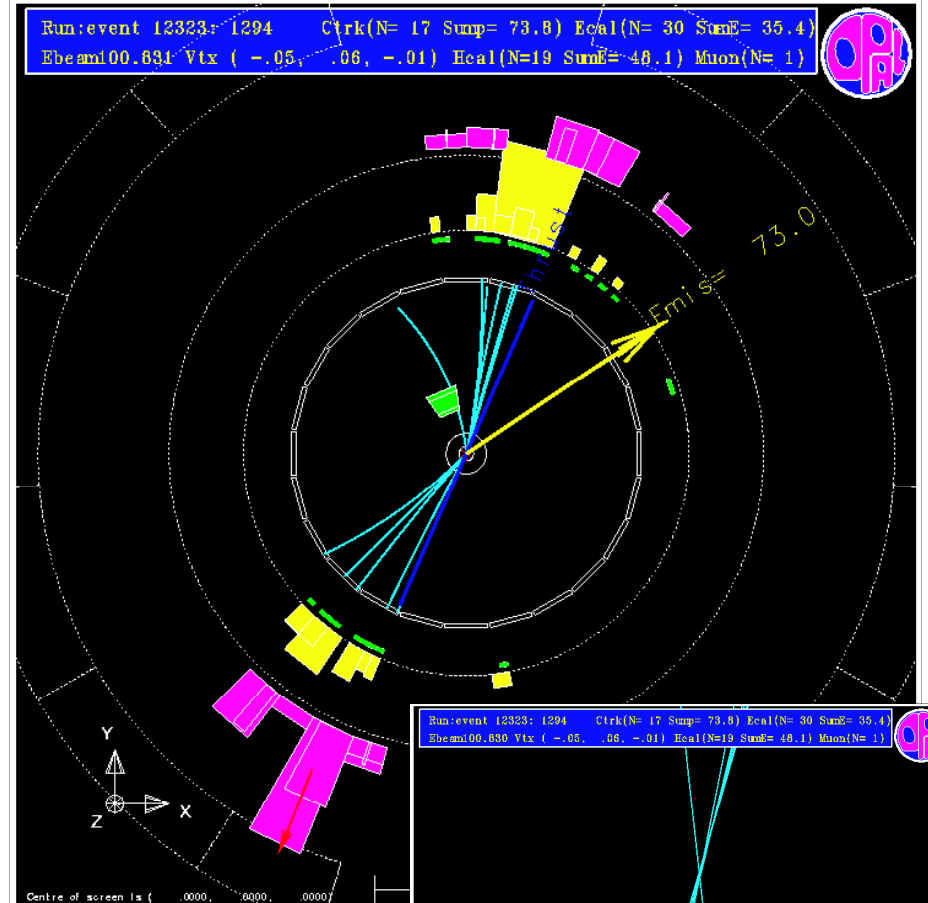 Run:event 12323: 1294 Ctrk(N= 17 Sump= 73.8) Ecal(N= 30 SumE= 35.4)
Ebeam100.831 Vtx ( -.05, .06, -.01) Hcal(N=19 SumE= 48.1) Muon(N= 1)
OPAL
Thrust
Emis= 73.0
Y
X
Z
Run:event 12323: 1294 Ctrk(N= 17 Sump= 73.8) Ecal(N= 30 SumE= 35.4)
Ebeam100.830 Vtx ( -.05, .06, -.01) Hcal(N=19 SumE= 48.1) Muon(N= 1)
Centre of screen is ( .0000, .0000, .0000)